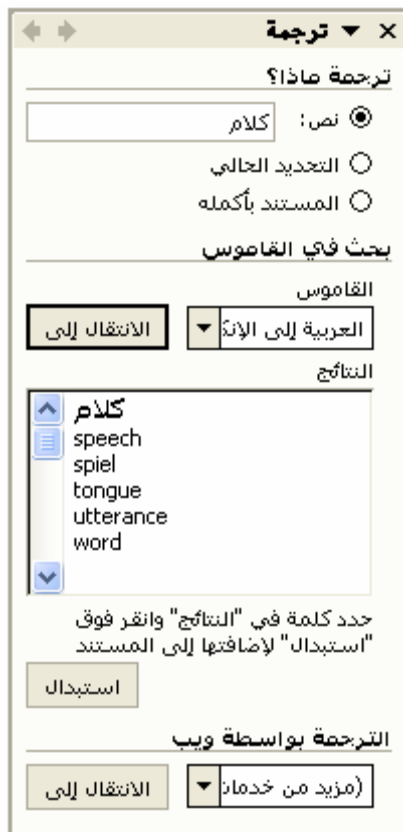 ترجمة
ترجمة ماذا؟
نص: كلام
التحديد الحالي
المستند بأكمله
بحث في القاموس
القاموس
العربية إلى الإنك الانتقال إلى
النتائج
كلام
speech
spiel
tongue
utterance
word
حدد كلمة في "النتائج" وانقر فوق
"استبدال" لإضافتها إلى المستند
استبدال
الترجمة بواسطة ويب
(مزيد من خدمات الانتقال إلى